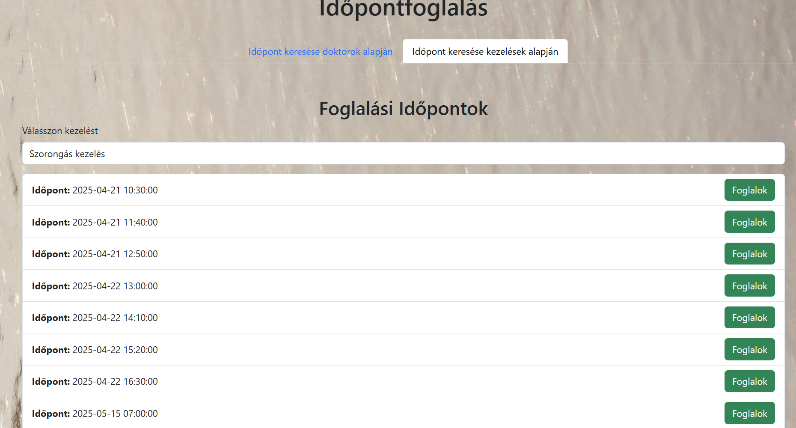 Időpontfoglalás
Időpont keresése doktorok alapján Időpont keresése kezelések alapján
Foglalási Időpontok
Válasszon kezelést
Szorongás kezelés
Időpont: 2025-04-21 10:30:00 Foglalok
Időpont: 2025-04-21 11:40:00 Foglalok
Időpont: 2025-04-21 12:50:00 Foglalok
Időpont: 2025-04-22 13:00:00 Foglalok
Időpont: 2025-04-22 14:10:00 Foglalok
Időpont: 2025-04-22 15:20:00 Foglalok
Időpont: 2025-04-22 16:30:00 Foglalok
Időpont: 2025-05-15 07:00:00 Foglalok